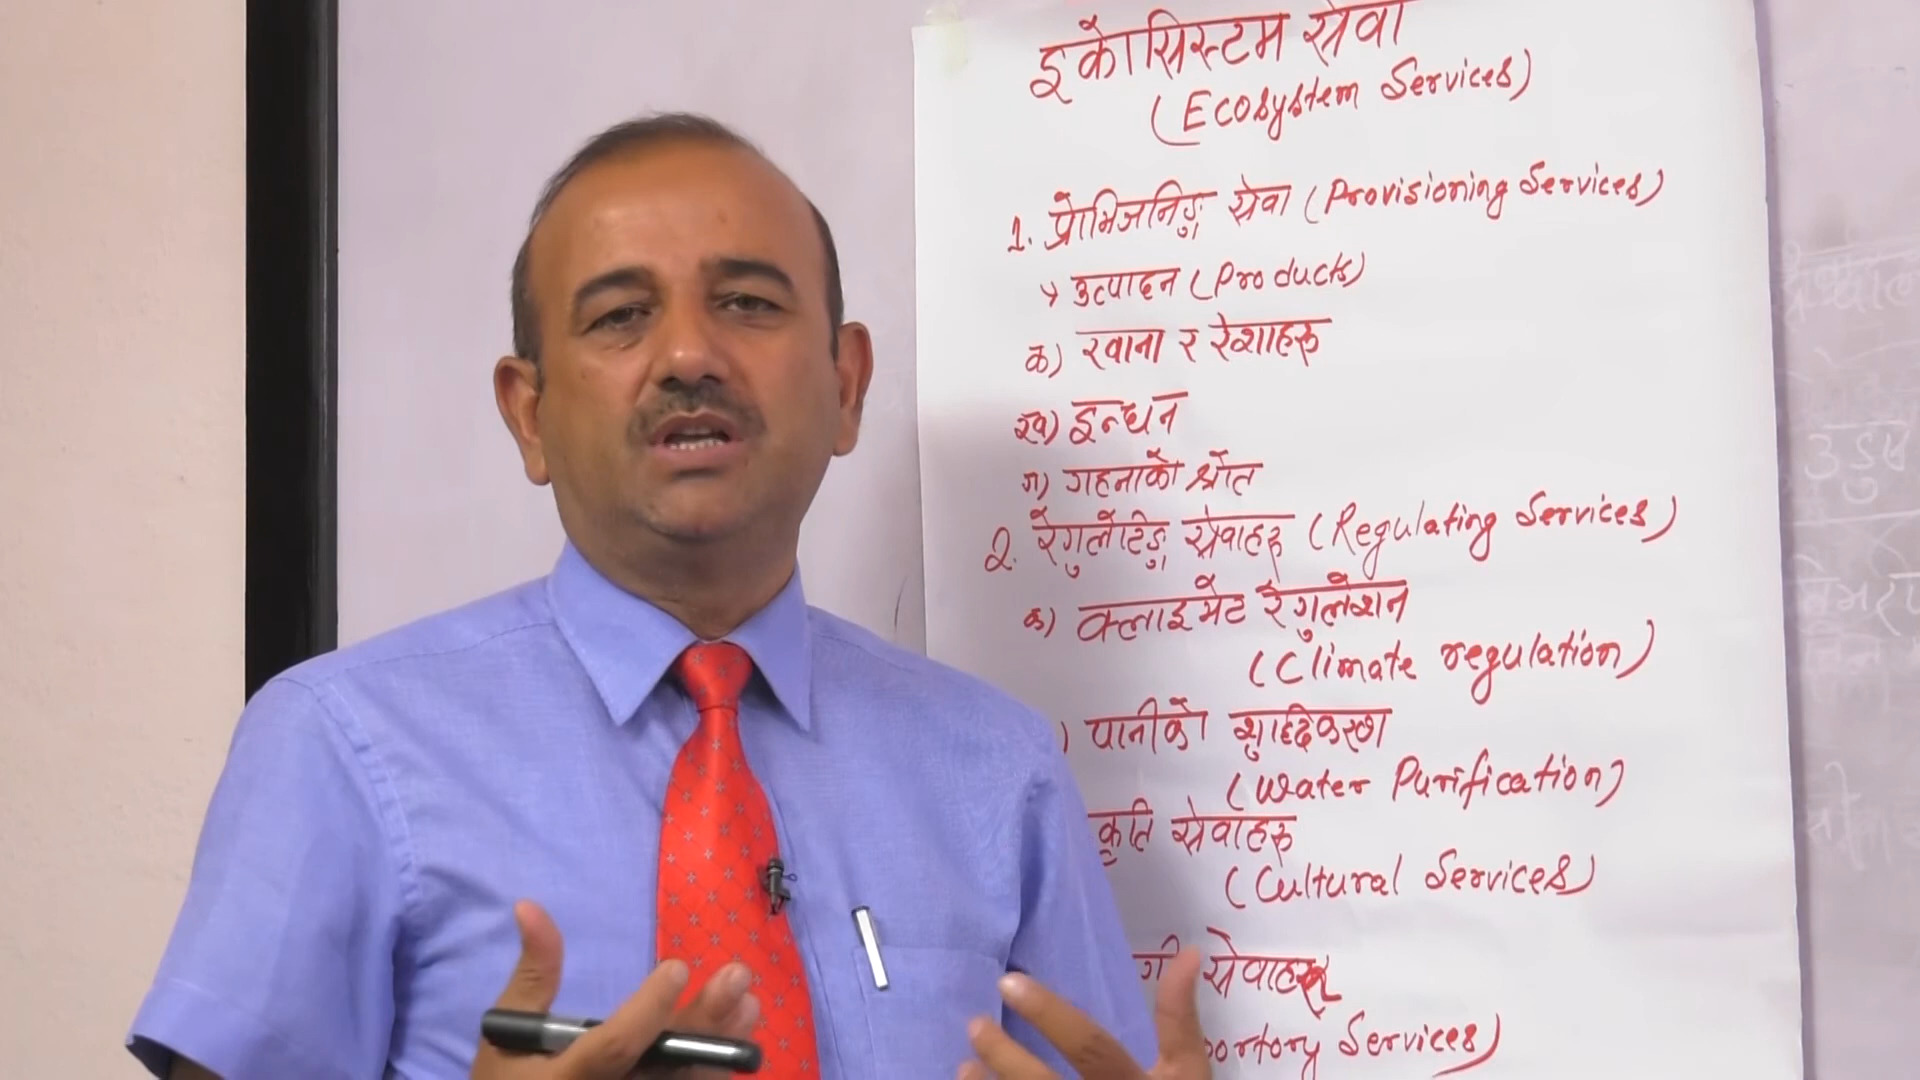 इकोसिस्टम सेवा
(Ecosystem Services)
1. प्रोभिजनिङ्ग सेवा (Provisioning Services)
→ उत्पादन (Products)
क) खाना र रेशाहरू
ख) इन्धन
ग) गहनाको श्रोत
2. रेगुलेटिङ्ग सेवाहरू (Regulating Services)
क) क्लाइमेट रेगुलेशन
(Climate regulation)
) पानीको शुद्धिकरण
(Water Purification)
सेवाहरू
(Cultural Services)
सेवाहरू
Services)